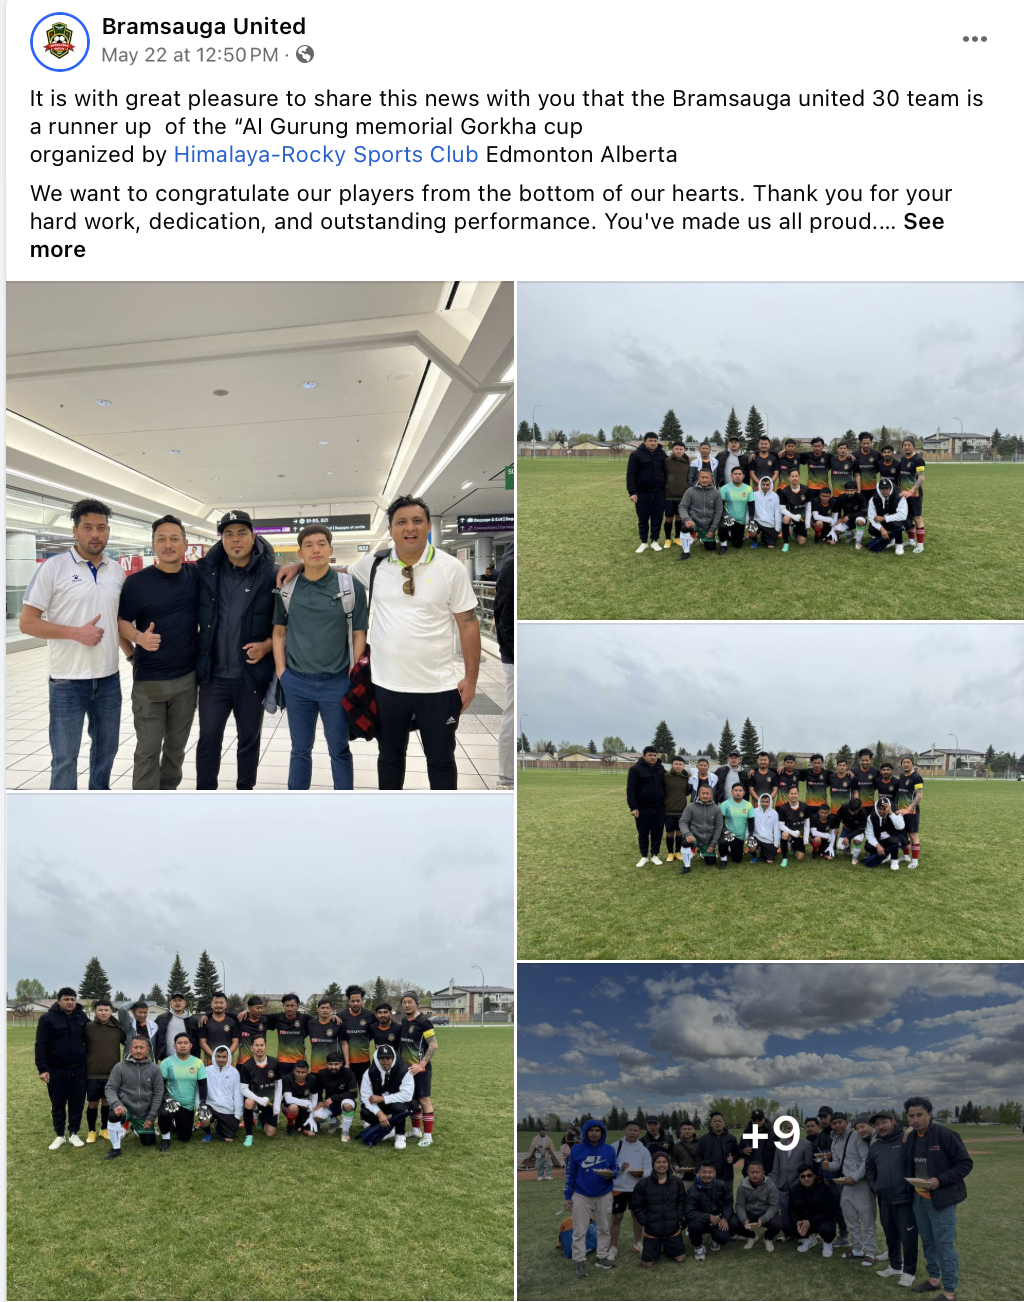 Bramsauga United
May 22 at 12:50 PM ·
It is with great pleasure to share this news with you that the Bramsauga united 30 team is
a runner up  of the “Al Gurung memorial Gorkha cup
organized by Himalaya-Rocky Sports Club Edmonton Alberta
We want to congratulate our players from the bottom of our hearts. Thank you for your
hard work, dedication, and outstanding performance. You've made us all proud.... See
more
+9